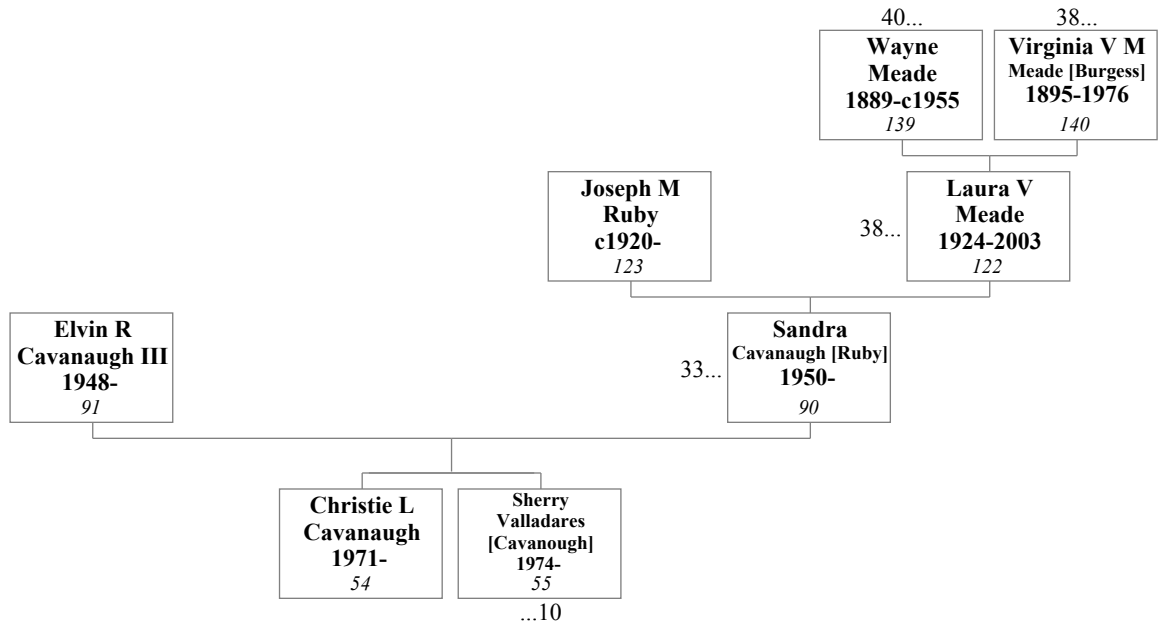 40...
38...
Wayne
Meade
1889-c1955
139
Virginia V M
Meade [Burgess]
1895-1976
140
Joseph M
Ruby
c1920-
123
38...
Laura V
Meade
1924-2003
122
Elvin R
Cavanaugh III
1948-
91
33...
Sandra
Cavanaugh [Ruby]
1950-
90
Christie L
Cavanaugh
1971-
54
Sherry
Valladares
[Cavanough]
1974-
55
...10